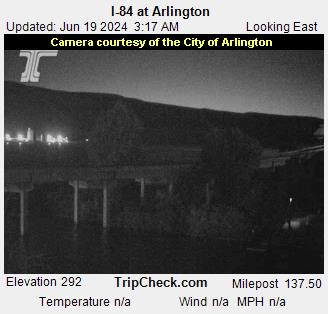 I-84 at Arlington
Updated: Jun 19 2024 3:17 AM Looking East
Camera courtesy of the City of Arlington
Elevation 292 TripCheck.com Milepost 137.50
Temperature n/a Wind n/a MPH n/a